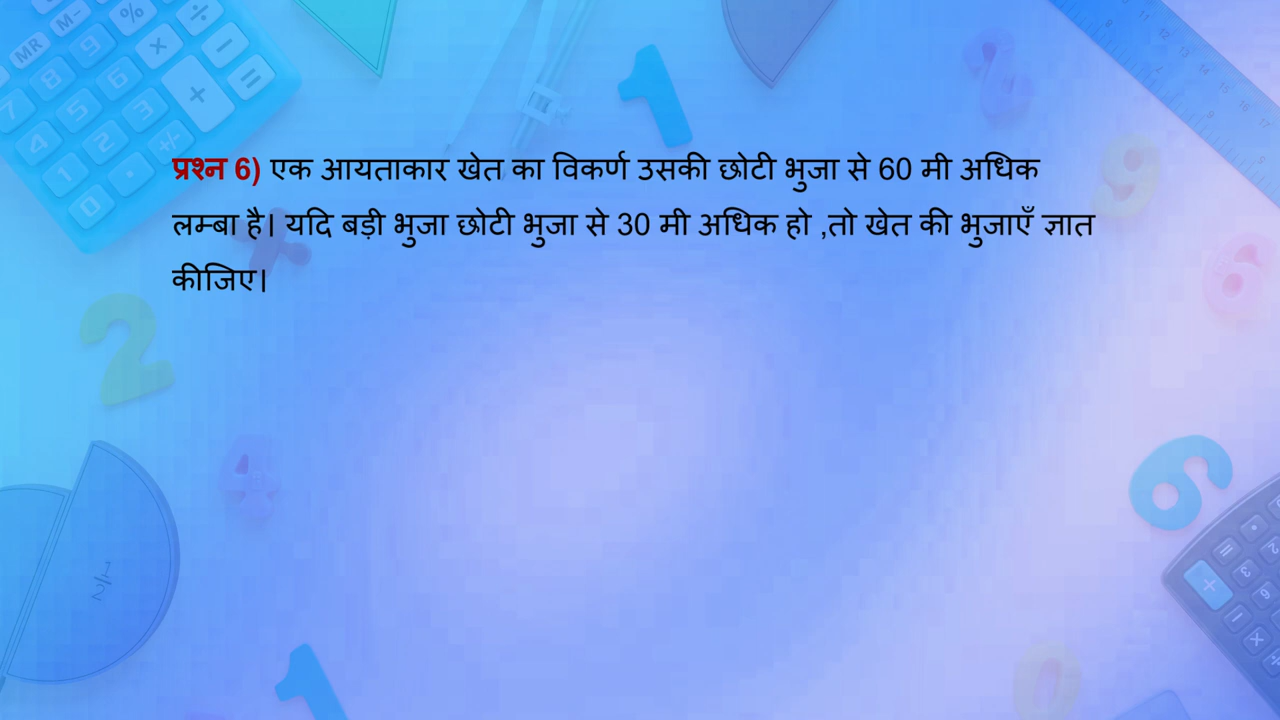 प्रश्न 6) एक आयताकार खेत का विकर्ण उसकी छोटी भुजा से 60 मी अधिक
लम्बा है। यदि बड़ी भुजा छोटी भुजा से 30 मी अधिक हो ,तो खेत की भुजाएँ ज्ञात
कीजिए।